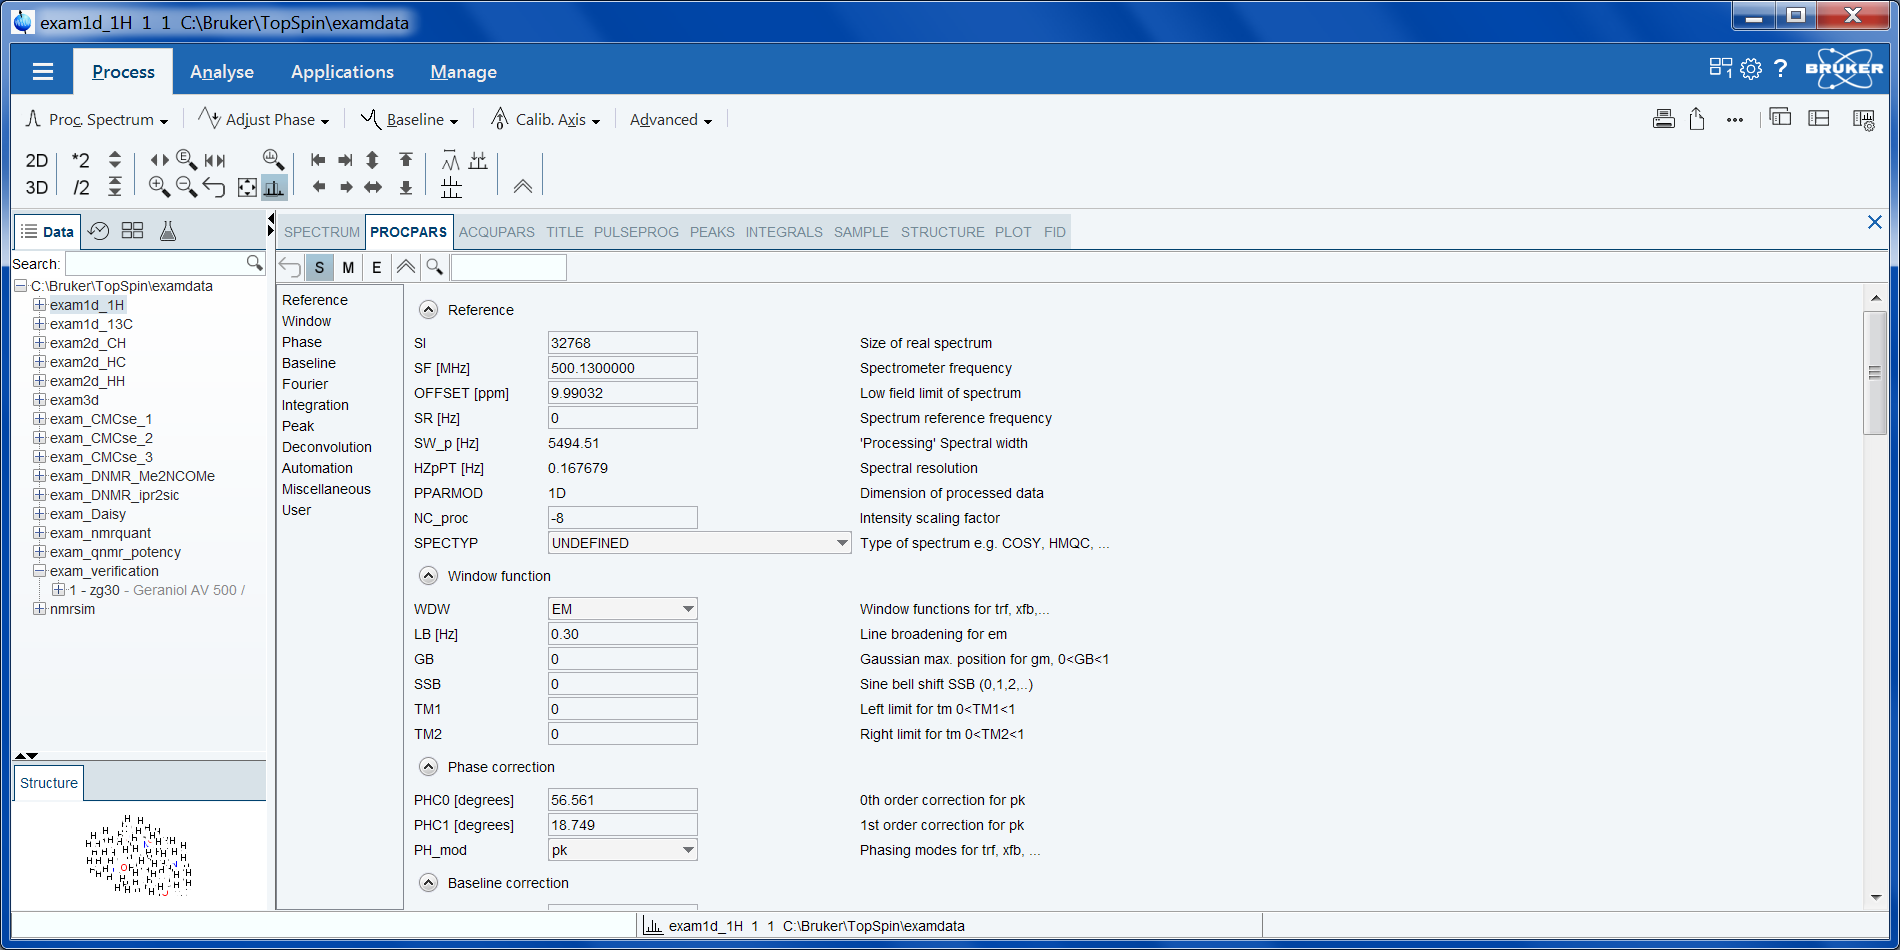 exam1d_1H 1 1 C:\Bruker\TopSpin\examdata
Process Analyse Applications Manage
1 ? BRUKER
Proc. Spectrum Adjust Phase Baseline Calib. Axis Advanced
2D *2 E
3D /2
Data SPECTRUM PROCPARS ACQUPARS TITLE PULSEPROG PEAKS INTEGRALS SAMPLE STRUCTURE PLOT FID
Search: S M E
C:\Bruker\TopSpin\examdata
exam1d_1H
exam1d_13C
exam2d_CH
exam2d_HC
exam2d_HH
exam3d
exam_CMCse_1
exam_CMCse_2
exam_CMCse_3
exam_DNMR_Me2NCOMe
exam_DNMR_ipr2sic
exam_Daisy
exam_nmrquant
exam_qnmr_potency
exam_verification
1 - zg30 - Geraniol AV 500 /
nmrsim
Structure
Reference
Window
Phase
Baseline
Fourier
Integration
Peak
Deconvolution
Automation
Miscellaneous
User
Reference
SI 32768 Size of real spectrum
SF [MHz] 500.1300000 Spectrometer frequency
OFFSET [ppm] 9.99032 Low field limit of spectrum
SR [Hz] 0 Spectrum reference frequency
SW_p [Hz] 5494.51 'Processing' Spectral width
HZpPT [Hz] 0.167679 Spectral resolution
PPARMOD 1D Dimension of processed data
NC_proc -8 Intensity scaling factor
SPECTYP UNDEFINED Type of spectrum e.g. COSY, HMQC, ...
Window function
WDW EM Window functions for trf, xfb,...
LB [Hz] 0.30 Line broadening for em
GB 0 Gaussian max. position for gm, 0<GB<1
SSB 0 Sine bell shift SSB (0,1,2,..)
TM1 0 Left limit for tm 0<TM1<1
TM2 0 Right limit for tm 0<TM2<1
Phase correction
PHC0 [degrees] 56.561 0th order correction for pk
PHC1 [degrees] 18.749 1st order correction for pk
PH_mod pk Phasing modes for trf, xfb, ...
Baseline correction
exam1d_1H 1 1 C:\Bruker\TopSpin\examdata